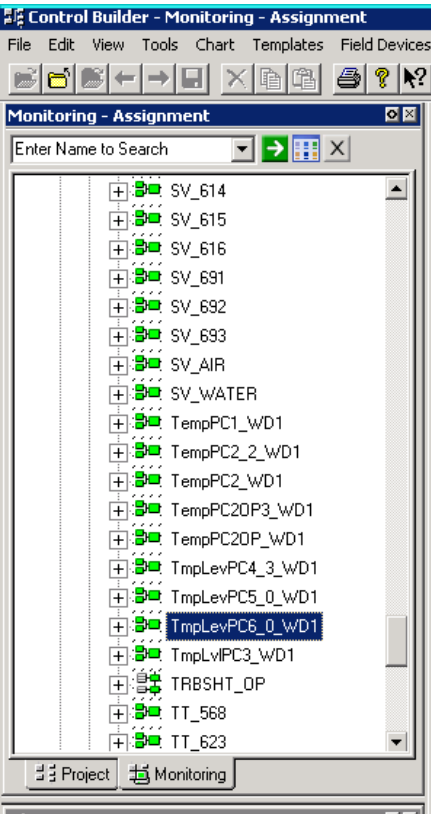 Control Builder - Monitoring - Assignment
File Edit View Tools Chart Templates Field Devices
Monitoring - Assignment
Enter Name to Search
SV_614
SV_615
SV_616
SV_691
SV_692
SV_693
SV_AIR
SV_WATER
TempPC1_WD1
TempPC2_2_WD1
TempPC2_WD1
TempPC2OP3_WD1
TempPC2OP_WD1
TmpLevPC4_3_WD1
TmpLevPC5_0_WD1
TmpLevPC6_0_WD1
TmpLvlPC3_WD1
TRBSHT_OP
TT_568
TT_623
Project Monitoring